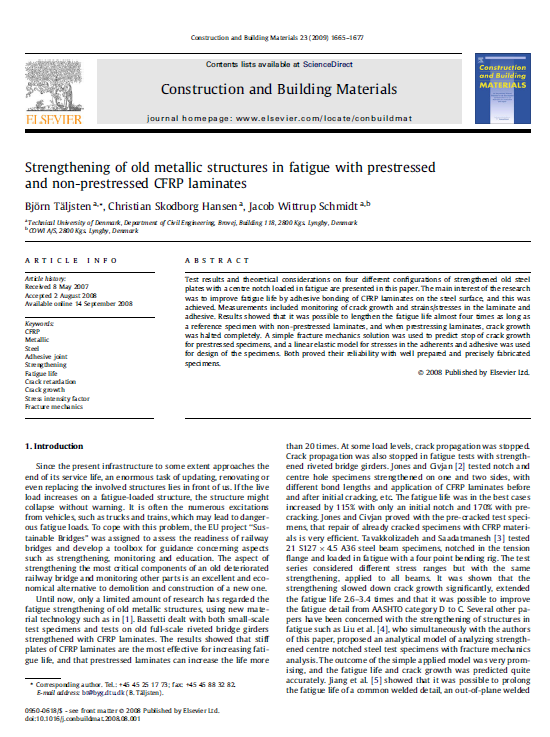 Construction and Building Materials 23 (2009) 1665–1677
Contents lists available at ScienceDirect
Construction and Building Materials
journal homepage: www.elsevier.com/locate/conbuildmat
ELSEVIER
Construction
and Building
MATERIALS
Strengthening of old metallic structures in fatigue with prestressed
and non-prestressed CFRP laminates
Björn Täljsten a,*, Christian Skodborg Hansen a, Jacob Wittrup Schmidt a,b
a Technical University of Denmark, Department of Civil Engineering, Brovej, Building 118, 2800 Kgs. Lyngby, Denmark
b COWI A/S, 2800 Kgs. Lyngby, Denmark
ARTICLE INFO
Article history:
Received 8 May 2007
Accepted 2 August 2008
Available online 14 September 2008
Keywords:
CFRP
Metallic
Steel
Adhesive joint
Strengthening
Fatigue life
Crack retardation
Crack growth
Stress intensity factor
Fracture mechanics
ABSTRACT
Test results and theoretical considerations on four different configurations of strengthened old steel
plates with a centre notch loaded in fatigue are presented in this paper. The main interest of the research
was to improve fatigue life by adhesive bonding of CFRP laminates on the steel surface, and this was
achieved. Measurements included monitoring of crack growth and strains/stresses in the laminate and
adhesive. Results showed that it was possible to lengthen the fatigue life almost four times as long as
a reference specimen with non-prestressed laminates, and when prestressing laminates, crack growth
was halted completely. A simple fracture mechanics solution was used to predict stop of crack growth
for prestressed specimens, and a linear elastic model for stresses in the adherents and adhesive was used
for design of the specimens. Both proved their reliability with well prepared and precisely fabricated
specimens.
© 2008 Published by Elsevier Ltd.
1. Introduction
Since the present infrastructure to some extent approaches the
end of its service life, an enormous task of updating, renovating or
even replacing the involved structures lies in front of us. If the live
load increases on a fatigue-loaded structure, the structure might
collapse without warning. It is often the numerous excitations
from vehicles, such as trucks and trains, which may lead to danger-
ous fatigue loads. To cope with this problem, the EU project “Sus-
tainable Bridges” was assigned to assess the readiness of railway
bridges and develop a toolbox for guidance concerning aspects
such as strengthening, monitoring and education. The aspect of
strengthening the most critical components of an old deteriorated
railway bridge and monitoring other parts is an excellent and eco-
nomical alternative to demolition and construction of a new one.
Until now, only a limited amount of research has regarded the
fatigue strengthening of old metallic structures, using new mate-
rial technology such as in [1]. Bassetti dealt with both small-scale
test specimens and tests on old full-scale riveted bridge girders
strengthened with CFRP laminates. The results showed that stiff
plates of CFRP laminates are the most effective for increasing fati-
gue life, and that prestressed laminates can increase the life more
than 20 times. At some load levels, crack propagation was stopped.
Crack propagation was also stopped in fatigue tests with strength-
ened riveted bridge girders. Jones and Civjan [2] tested notch and
centre hole specimens strengthened on one and two sides, with
different bond lengths and application of CFRP laminates before
and after initial cracking, etc. The fatigue life was in the best cases
increased by 115% with only an initial notch and 170% with pre-
cracking. Jones and Civjan proved with the pre-cracked test speci-
mens, that repair of already cracked specimens with CFRP materi-
als is very efficient. Tavakkolizadeh and Saadatmanesh [3] tested
21 S127 × 4.5 A36 steel beam specimens, notched in the tension
flange and loaded in fatigue with a four point bending rig. The test
series considered different stress ranges but with the same
strengthening, applied to all beams. It was shown that the
strengthening slowed down crack growth significantly, extended
the fatigue life 2.6–3.4 times and that it was possible to improve
the fatigue detail from AASHTO category D to C. Several other pa-
pers have been concerned with the strengthening of structures in
fatigue such as Liu et al. [4], who simultaneously with the authors
of this paper, proposed an analytical model of analyzing strength-
ened centre notched steel test specimens with fracture mechanics
analysis. The outcome of the simple applied model was very prom-
ising, and the fatigue life and crack growth was predicted quite
accurately. Jiang et al. [5] showed that it was possible to prolong
the fatigue life of a common welded detail, an out-of-plane welded
* Corresponding author. Tel.: +45 45 25 17 73; fax: +45 45 88 32 82.
E-mail address: bt@byg.dtu.dk (B. Täljsten).
0950-0618/$ - see front matter © 2008 Published by Elsevier Ltd.
doi:10.1016/j.conbuildmat.2008.08.001